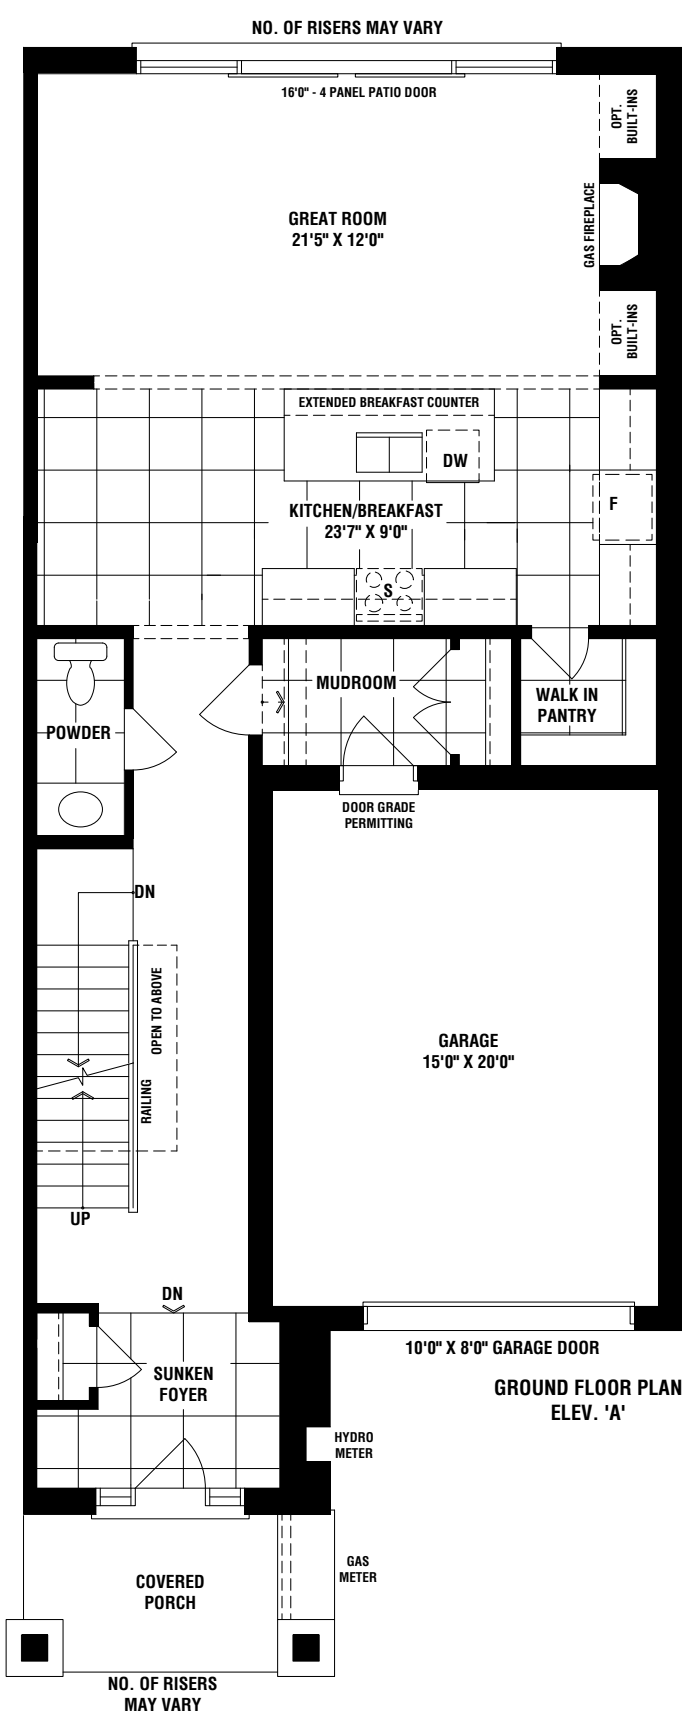 NO. OF RISERS MAY VARY
16'0" - 4 PANEL PATIO DOOR
OPT.
BUILT-INS
GREAT ROOM
21'5" X 12'0"
GAS FIREPLACE
OPT.
BUILT-INS
EXTENDED BREAKFAST COUNTER
DW
KITCHEN/BREAKFAST
23'7" X 9'0"
F
S
MUDROOM
WALK IN
PANTRY
POWDER
DOOR GRADE
PERMITTING
DN
OPEN TO ABOVE
RAILING
GARAGE
15'0" X 20'0"
UP
DN
10'0" X 8'0" GARAGE DOOR
SUNKEN
FOYER
GROUND FLOOR PLAN
ELEV. 'A'
HYDRO
METER
GAS
METER
COVERED
PORCH
NO. OF RISERS
MAY VARY